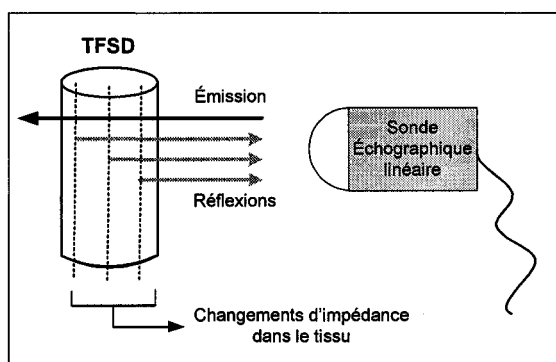 TFSD
Émission
Sonde
Échographique
linéaire
Réflexions
Changements d'impédance
dans le tissu